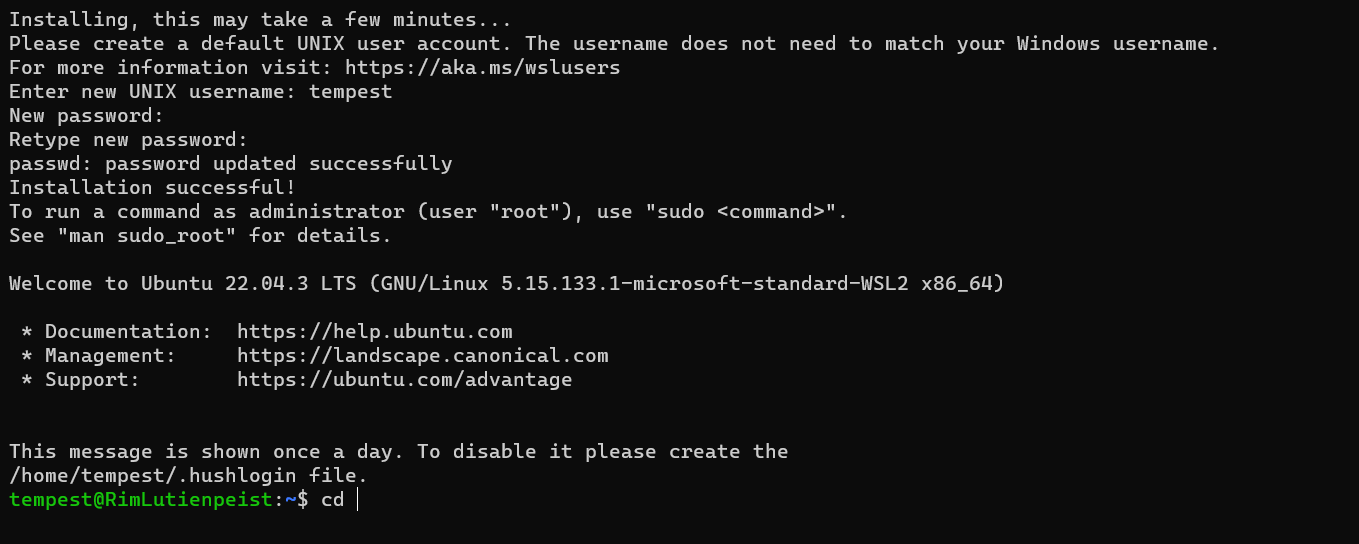 Installing, this may take a few minutes...
Please create a default UNIX user account. The username does not need to match your Windows username.
For more information visit: https://aka.ms/wslusers
Enter new UNIX username: tempest
New password:
Retype new password:
passwd: password updated successfully
Installation successful!
To run a command as administrator (user "root"), use "sudo <command>".
See "man sudo_root" for details.
Welcome to Ubuntu 22.04.3 LTS (GNU/Linux 5.15.133.1-microsoft-standard-WSL2 x86_64)
* Documentation:  https://help.ubuntu.com
* Management:     https://landscape.canonical.com
* Support:        https://ubuntu.com/advantage
This message is shown once a day. To disable it please create the
/home/tempest/.hushlogin file.
tempest@RimLutienpeist:~$ cd